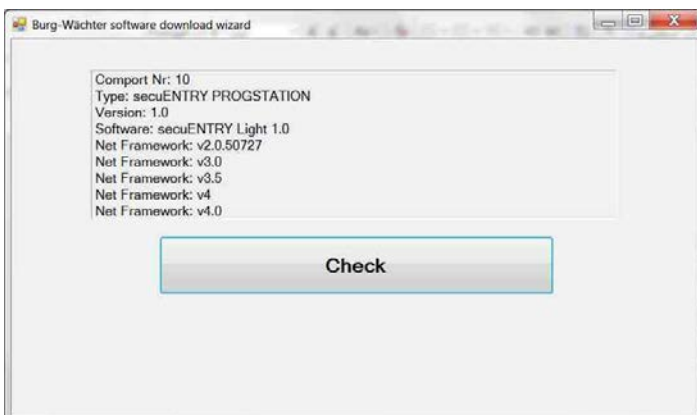 Burg-Wächter software download wizard
Comport Nr: 10
Type: secuENTRY PROGSTATION
Version: 1.0
Software: secuENTRY Light 1.0
Net Framework: v2.0.50727
Net Framework: v3.0
Net Framework: v3.5
Net Framework: v4
Net Framework: v4.0
Check